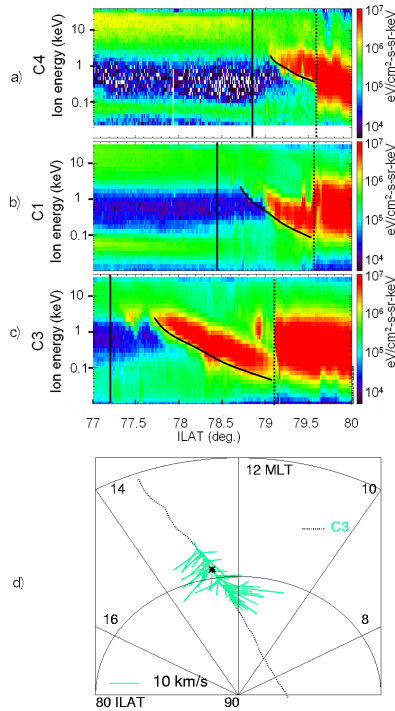 a)
C4
Ion energy (keV)
10
1
0.1
10⁷
10⁶
10⁵
10⁴
eV/cm²-s-sr-keV
b)
C1
Ion energy (keV)
10
1
0.1
10⁷
10⁶
10⁵
10⁴
eV/cm²-s-sr-keV
c)
C3
Ion energy (keV)
10
1
0.1
10⁷
10⁶
10⁵
10⁴
eV/cm²-s-sr-keV
77 77.5 78 78.5 79 79.5 80
ILAT (deg.)
d)
12 MLT
14
10
C3
16
8
10 km/s
80 ILAT
90